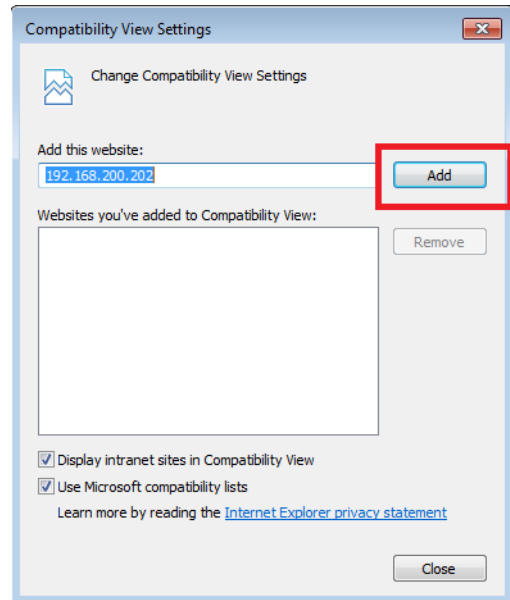 Compatibility View Settings
Change Compatibility View Settings
Add this website:
192.168.200.202
Add
Websites you've added to Compatibility View:
Remove
Display intranet sites in Compatibility View
Use Microsoft compatibility lists
Learn more by reading the Internet Explorer privacy statement
Close